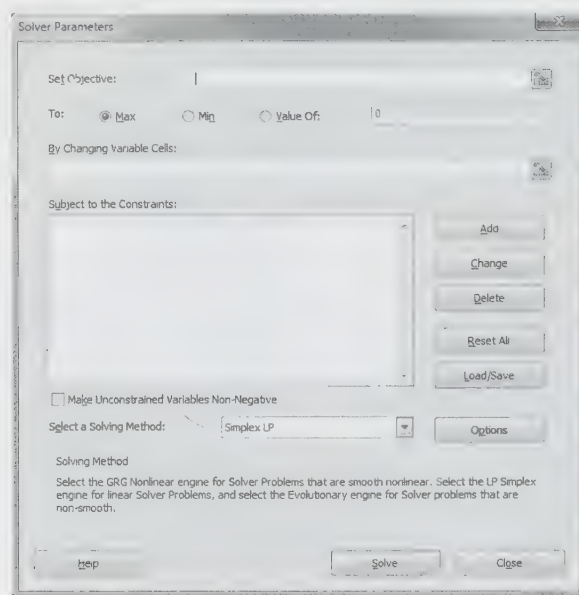 Solver Parameters
Set Objective:
To: Max Min Value Of: 0
By Changing Variable Cells:
Subject to the Constraints:
Add
Change
Delete
Reset All
Load/Save
Make Unconstrained Variables Non-Negative
Select a Solving Method: Simplex LP Options
Solving Method
Select the GRG Nonlinear engine for Solver Problems that are smooth nonlinear. Select the LP Simplex
engine for linear Solver Problems, and select the Evolutionary engine for Solver problems that are
non-smooth.
Help Solve Close